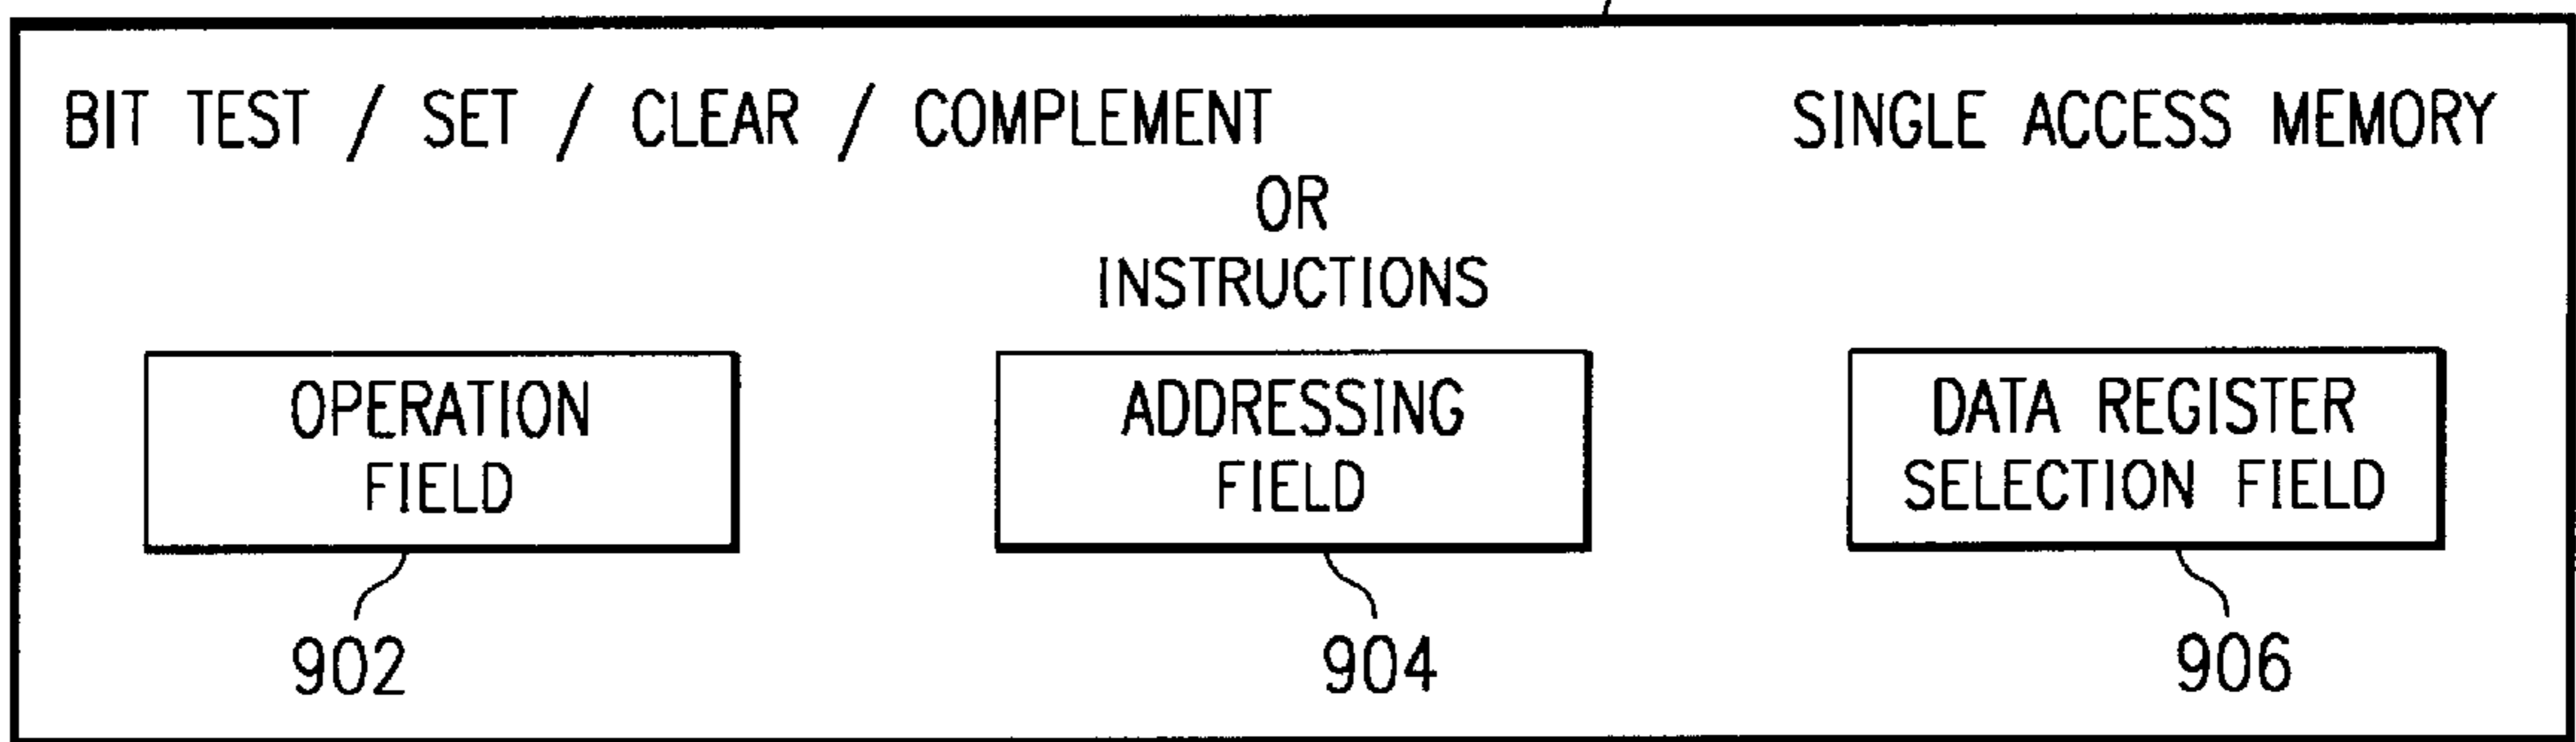 BIT TEST / SET / CLEAR / COMPLEMENT SINGLE ACCESS MEMORY
OR
INSTRUCTIONS
OPERATION
FIELD
ADDRESSING
FIELD
DATA REGISTER
SELECTION FIELD
902
904
906